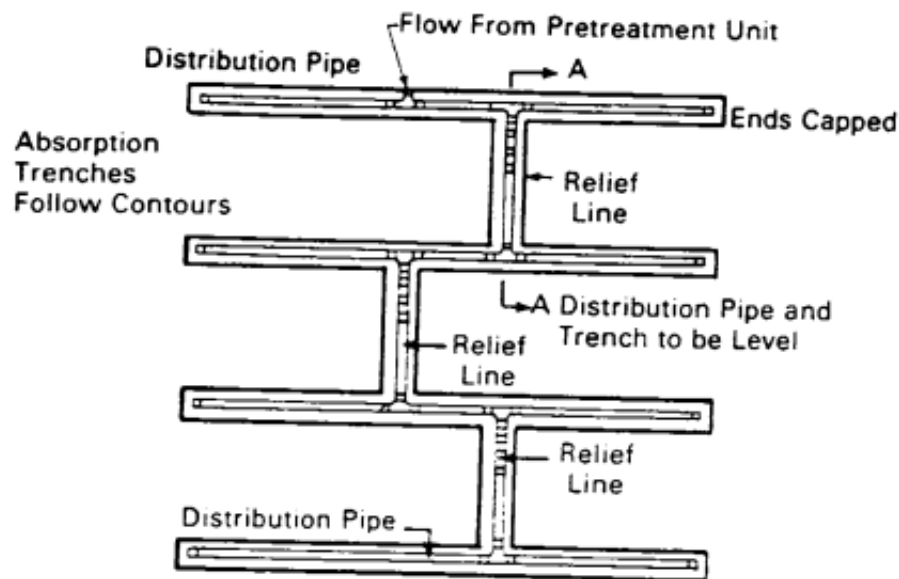 Flow From Pretreatment Unit
Distribution Pipe
A
Ends Capped
Absorption
Trenches
Follow Contours
Relief
Line
A Distribution Pipe and
Trench to be Level
Relief
Line
Relief
Line
Distribution Pipe